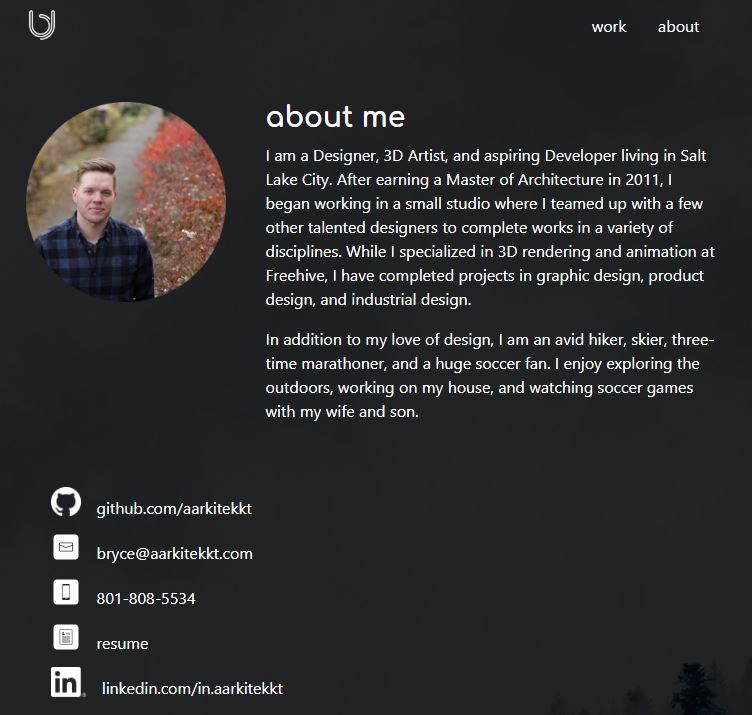 work about
about me
I am a Designer, 3D Artist, and aspiring Developer living in Salt
Lake City. After earning a Master of Architecture in 2011, I
began working in a small studio where I teamed up with a few
other talented designers to complete works in a variety of
disciplines. While I specialized in 3D rendering and animation at
Freehive, I have completed projects in graphic design, product
design, and industrial design.
In addition to my love of design, I am an avid hiker, skier, three-
time marathoner, and a huge soccer fan. I enjoy exploring the
outdoors, working on my house, and watching soccer games
with my wife and son.
github.com/aarkitekkt
bryce@aarkitekkt.com
801-808-5534
resume
in linkedin.com/in.aarkitekkt